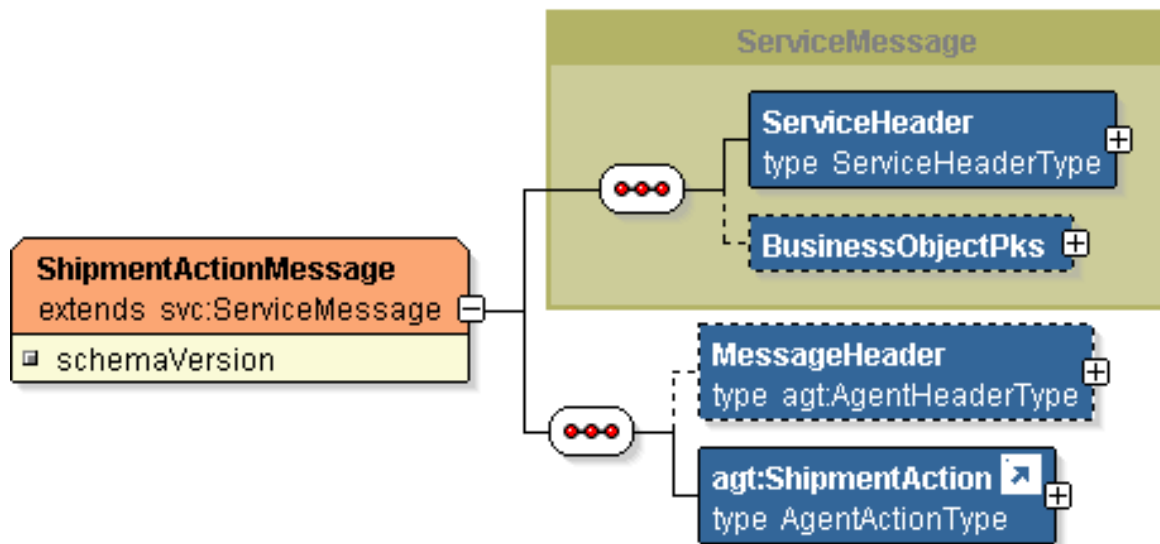 ServiceMessage
ServiceHeader
type ServiceHeaderType
BusinessObjectPks
ShipmentActionMessage
extends svc:ServiceMessage
schemaVersion
MessageHeader
type agt:AgentHeaderType
agt:ShipmentAction
type AgentActionType